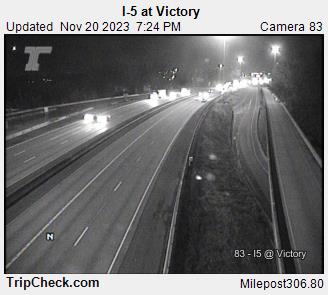 I-5 at Victory
Updated Nov 20 2023 7:24 PM Camera 83
T
N
83 - I5 @ Victory
TripCheck.com Milepost306.80